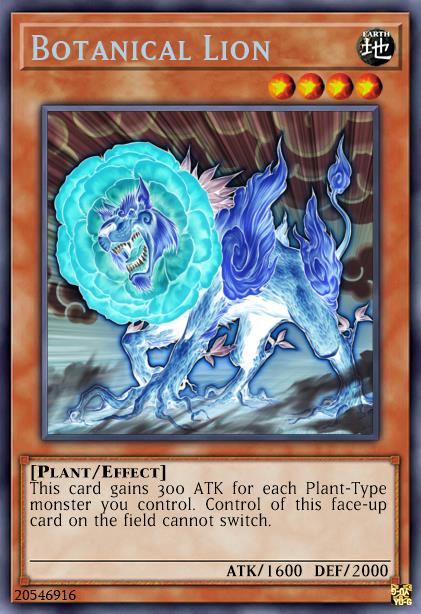 Botanical Lion
EARTH
地
[Plant/Effect]
This card gains 300 ATK for each Plant-Type
monster you control. Control of this face-up
card on the field cannot switch.
ATK/1600 DEF/2000
20546916